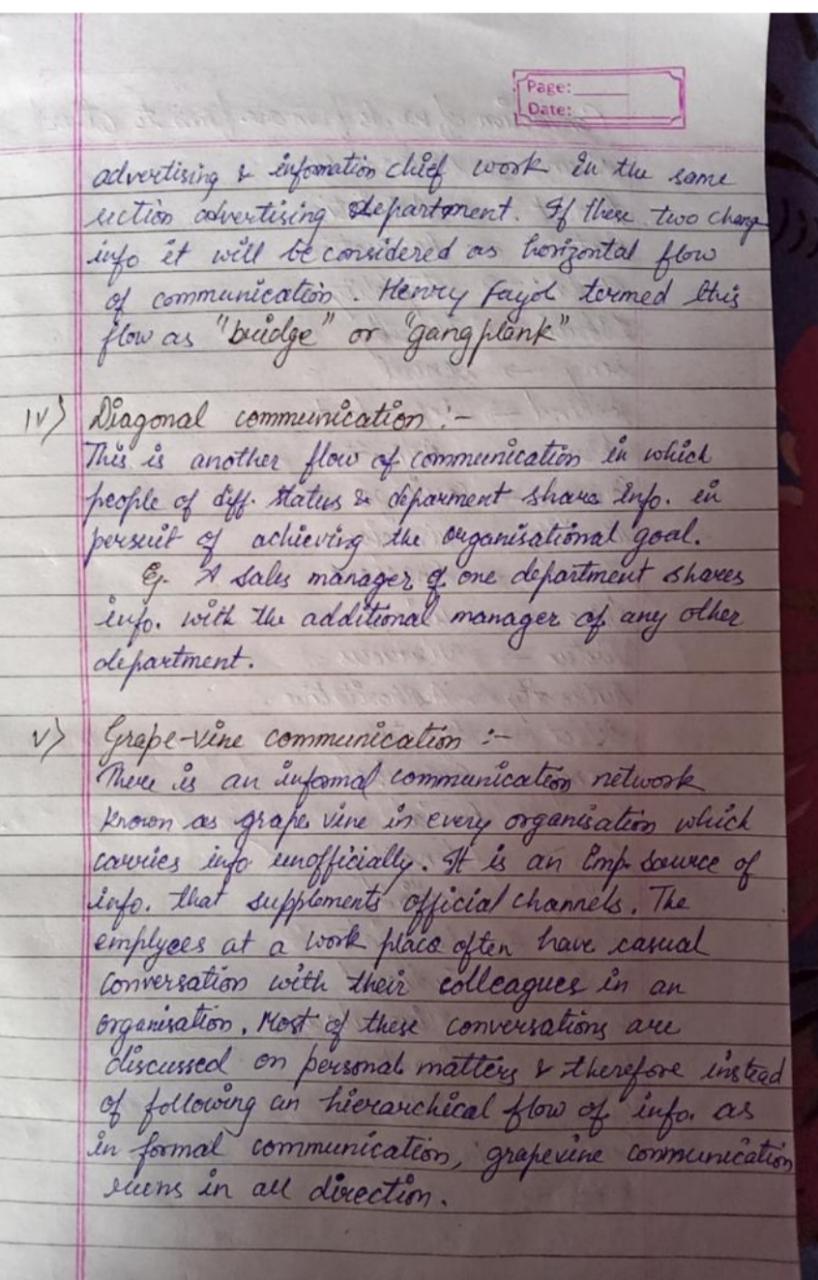 Page:
Date:
advertising & information chief work in the same
section advertising department. If these two change
info it will be considered as horizontal flow
of communication. Henry Fayol termed this
flow as "bridge" or "gang plank"
iv) Diagonal communication :-
This is another flow of communication in which
people of diff. status & deparment share info. in
persuit of achieving the organisational goal.
Eg. A sales manager of one department shares
info. with the additional manager of any other
department.
v) Grape-vine communication :-
There is an informal communication network
known as grape vine in every organisation which
carries info unofficially. It is an Imp. source of
info. that supplements official channels. The
emplyees at a work place often have casual
conversation with their colleagues in an
organisation. Most of these conversations are
discussed on personal matters & therefore instead
of following an hierarchical flow of info. as
in formal communication, grapevine communication
runs in all direction.